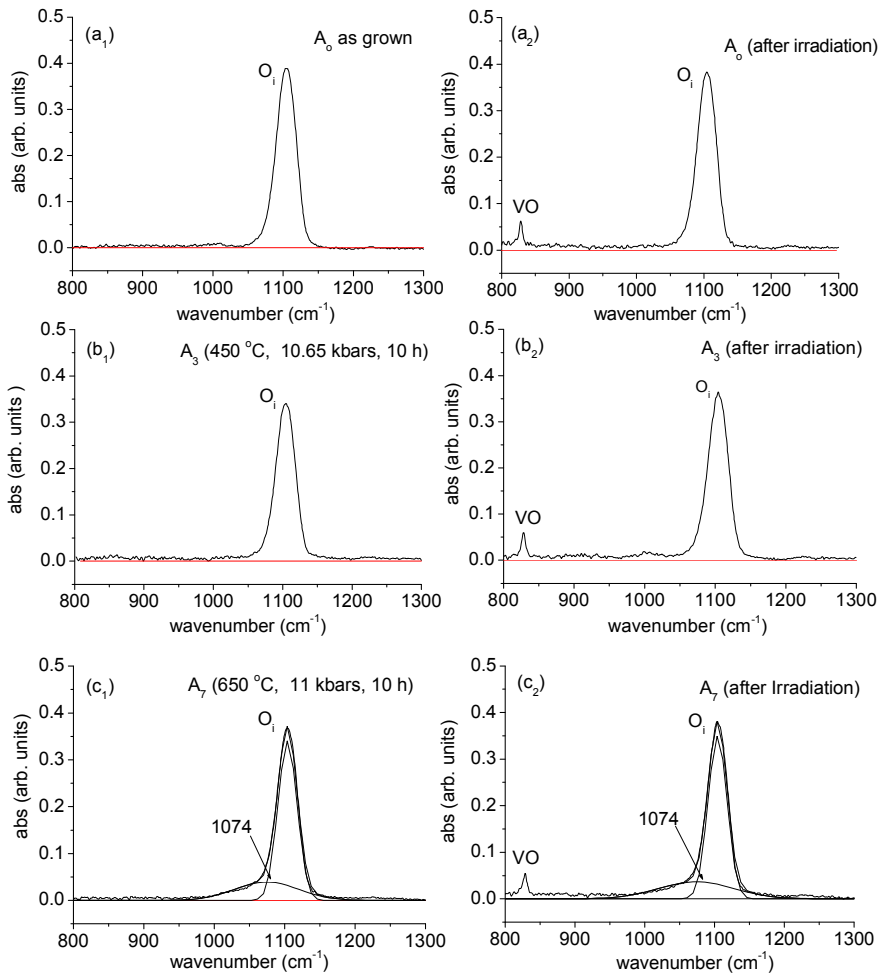 (a₁)
Aₒ as grown
Oᵢ
abs (arb. units)
0.5
0.4
0.3
0.2
0.1
0.0
800 900 1000 1100 1200 1300
wavenumber (cm⁻¹)
(a₂)
Aₒ (after irradiation)
Oᵢ
VO
abs (arb. units)
0.5
0.4
0.3
0.2
0.1
0.0
800 900 1000 1100 1200 1300
wavenumber (cm⁻¹)
(b₁)
A₃ (450 °C, 10.65 kbars, 10 h)
Oᵢ
abs (arb. units )
0.5
0.4
0.3
0.2
0.1
0.0
800 900 1000 1100 1200 1300
wavenumber (cm⁻¹)
(b₂)
A₃ (after irradiation)
Oᵢ
VO
abs (arb. units)
0.5
0.4
0.3
0.2
0.1
0.0
800 900 1000 1100 1200 1300
wavenumber (cm⁻¹)
(c₁)
A₇ (650 °C, 11 kbars, 10 h)
Oᵢ
1074
abs (arb. units)
0.5
0.4
0.3
0.2
0.1
0.0
800 900 1000 1100 1200 1300
wavenumber (cm⁻¹)
(c₂)
A₇ (after Irradiation)
Oᵢ
1074
VO
abs (arb. units)
0.5
0.4
0.3
0.2
0.1
0.0
800 900 1000 1100 1200 1300
wavenumber (cm⁻¹)